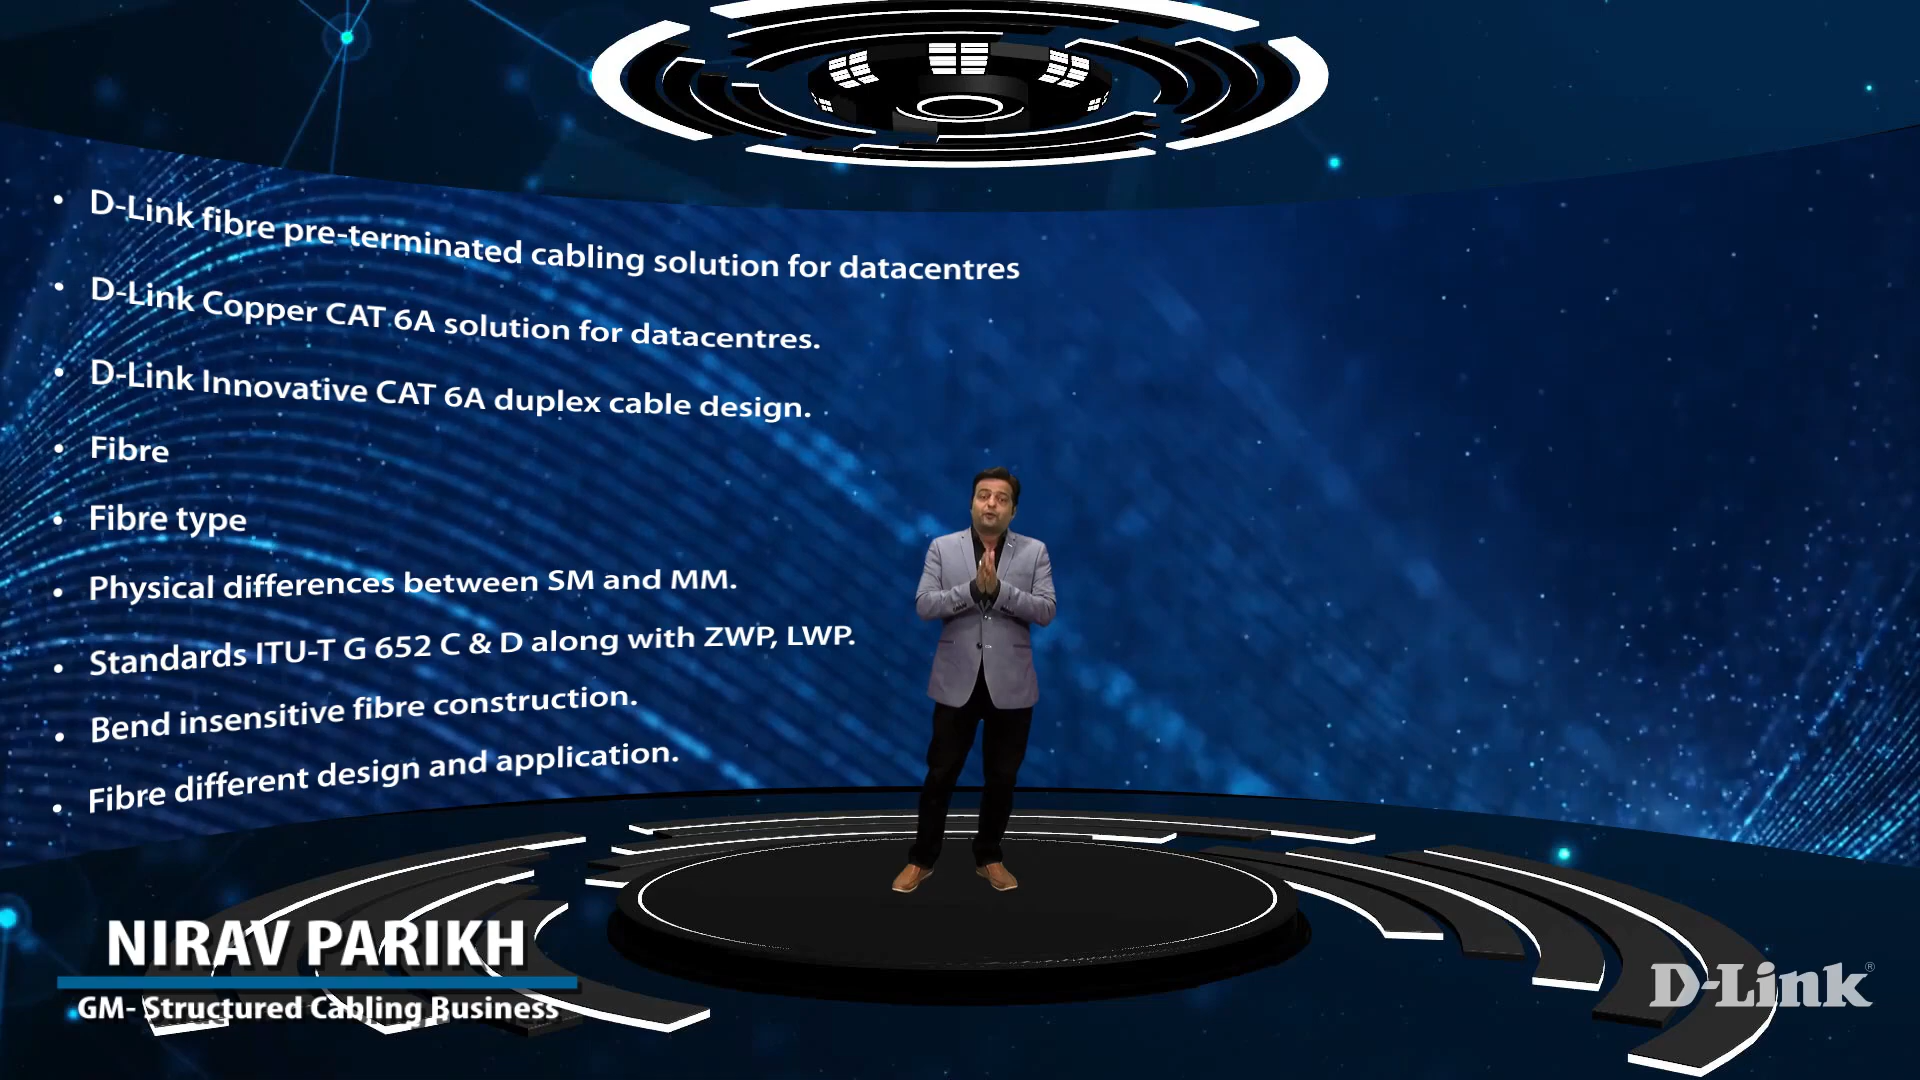 • D-Link fibre pre-terminated cabling solution for datacentres
• D-Link Copper CAT 6A solution for datacentres.
• D-Link Innovative CAT 6A duplex cable design.
• Fibre
• Fibre type
• Physical differences between SM and MM.
• Standards ITU-T G 652 C & D along with ZWP, LWP.
• Bend insensitive fibre construction.
• Fibre different design and application.
NIRAV PARIKH
GM- Structured Cabling Business
D-Link®